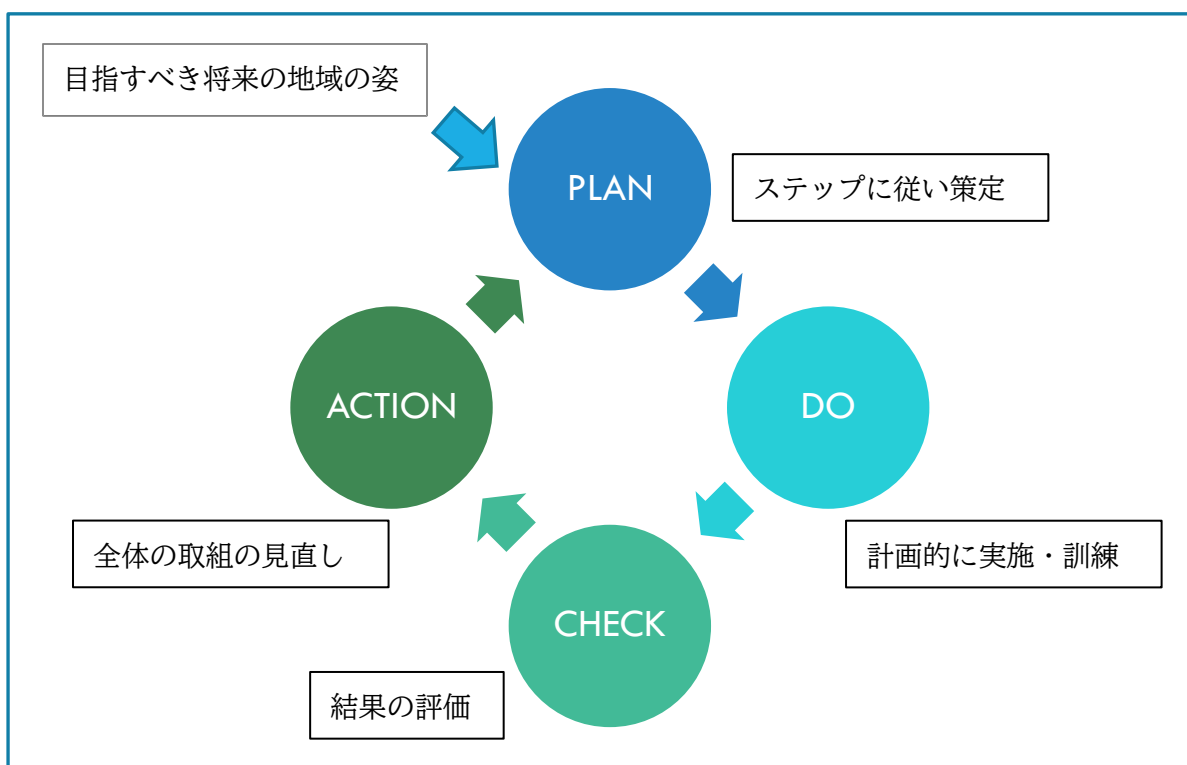 目指すべき将来の地域の姿
PLAN
ステップに従い策定
ACTION
DO
全体の取組の見直し
計画的に実施・訓練
CHECK
結果の評価